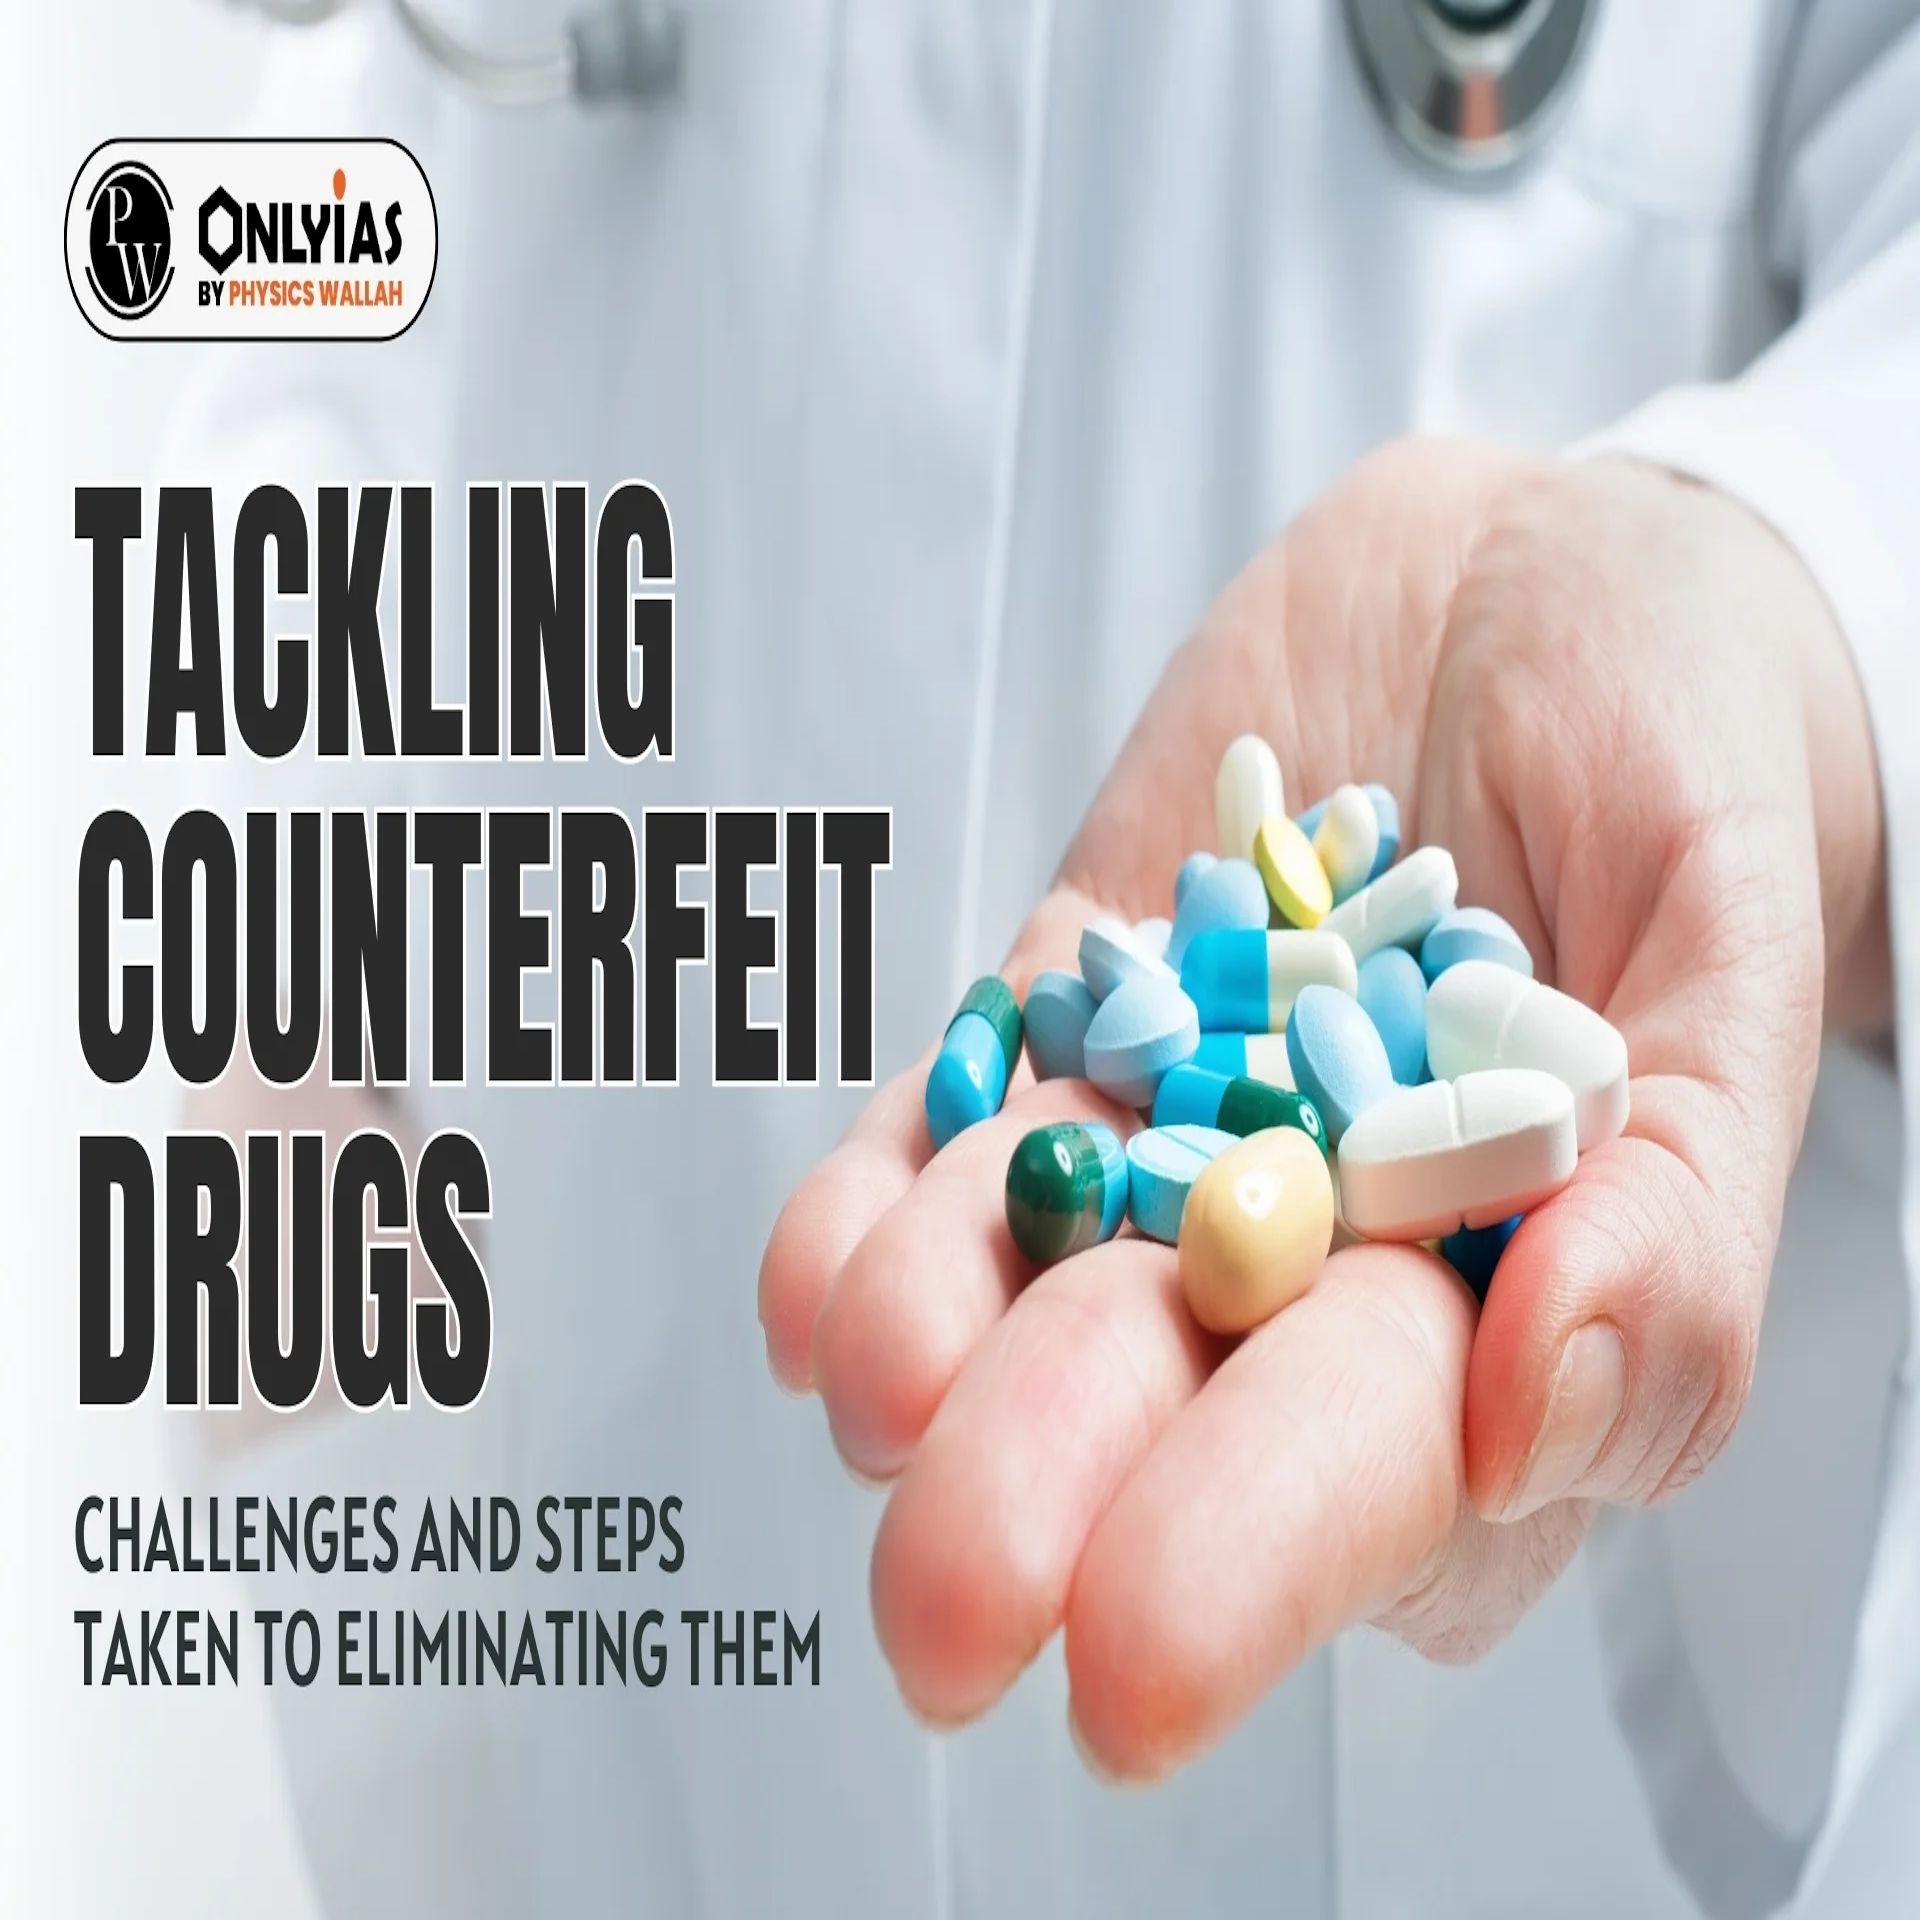 PW
ONLYiAS
BY PHYSICS WALLAH
TACKLING
COUNTERFEIT
DRUGS
CHALLENGES AND STEPS
TAKEN TO ELIMINATING THEM